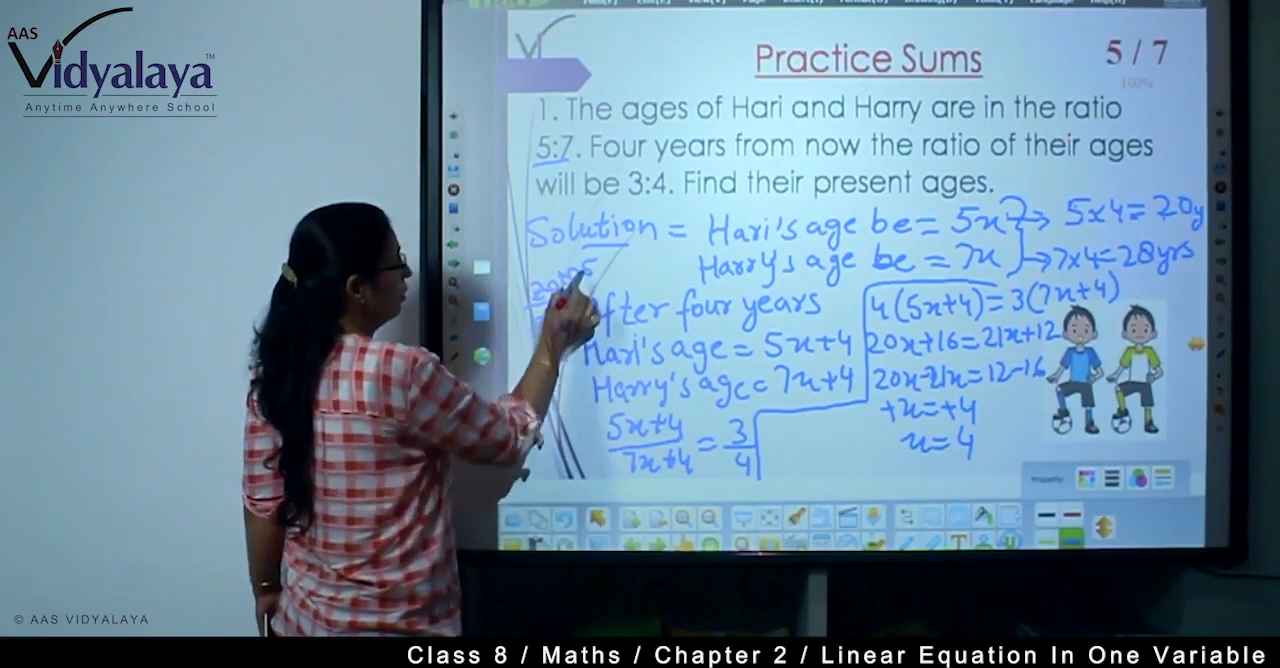 AAS
Vidyalaya™
Anytime Anywhere School
Practice Sums
5 / 7
100%
1. The ages of Hari and Harry are in the ratio
5:7. Four years from now the ratio of their ages
will be 3:4. Find their present ages.
Solution = Hari's age be = 5x → 5x4=20y
Harry's age be = 7x → 7x4=28yrs
After four years
Hari's age = 5x+4
Harry's age = 7x+4
5x+4 / 7x+4 = 3/4
4(5x+4)=3(7x+4)
20x+16=21x+12
20x-21x=12-16
+x=+4
x=4
Property
© AAS VIDYALAYA
Class 8 / Maths / Chapter 2 / Linear Equation In One Variable